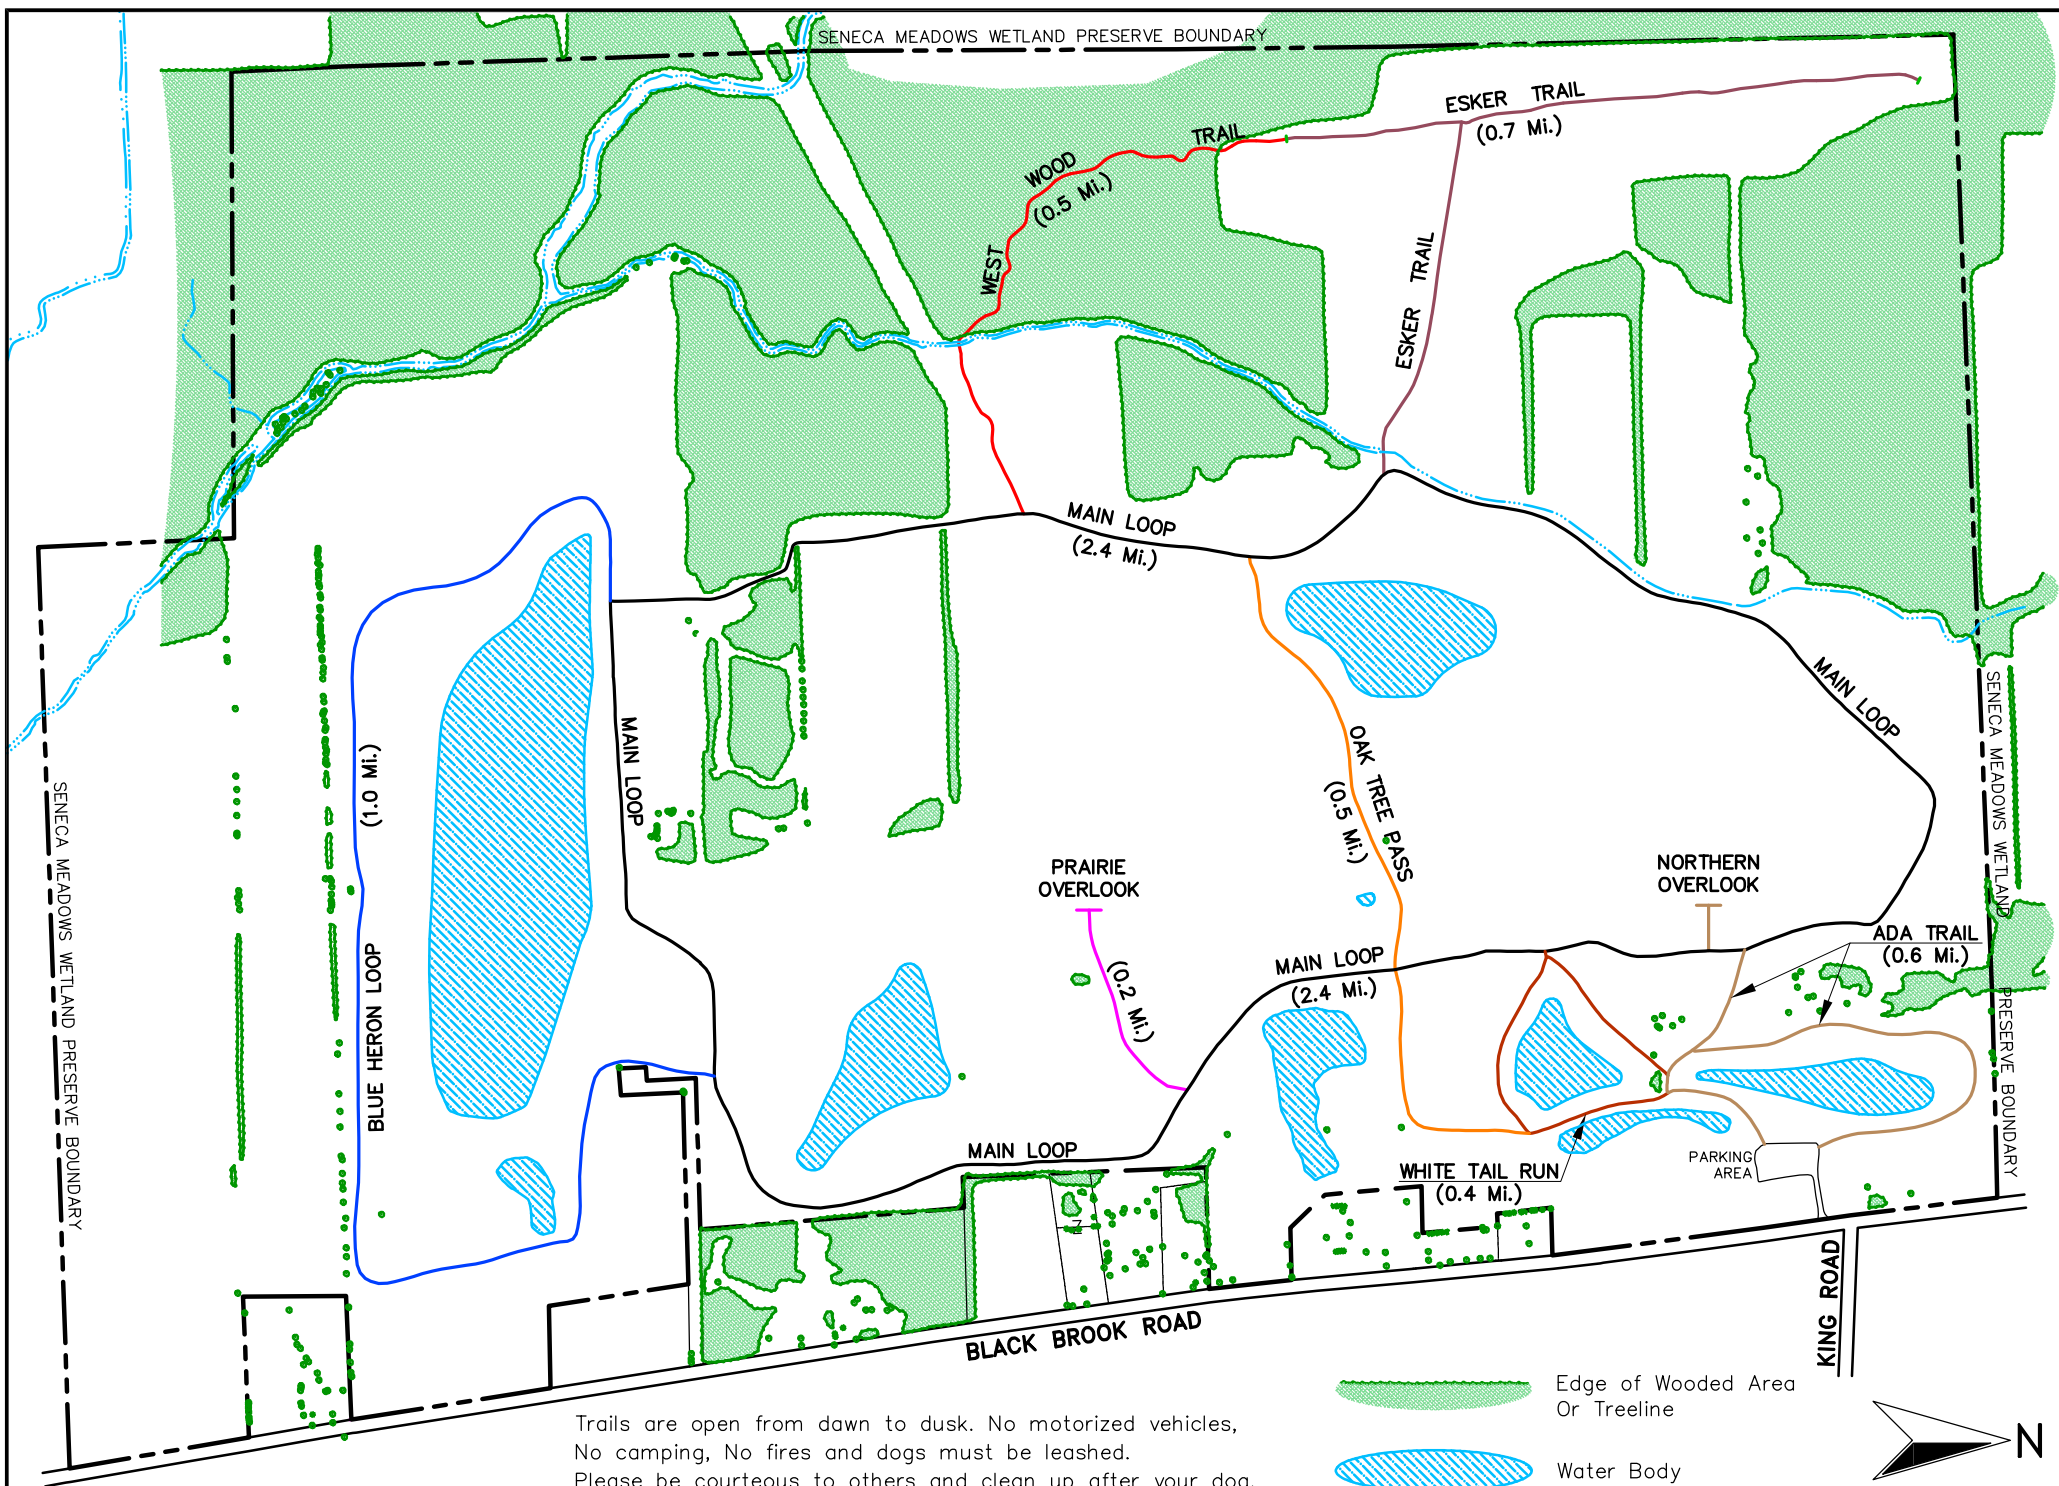 SENECA MEADOWS WETLAND PRESERVE BOUNDARY
ESKER TRAIL
(0.7 Mi.)
WEST WOOD TRAIL
(0.5 Mi.)
ESKER TRAIL
MAIN LOOP
(2.4 Mi.)
MAIN LOOP
SENECA MEADOWS WETLAND PRESERVE BOUNDARY
MAIN LOOP
OAK TREE PASS
(0.5 Mi.)
BLUE HERON LOOP (1.0 Mi.)
SENECA MEADOWS WETLAND PRESERVE BOUNDARY
PRAIRIE
OVERLOOK
(0.2 Mi.)
NORTHERN
OVERLOOK
ADA TRAIL
(0.6 Mi.)
MAIN LOOP
(2.4 Mi.)
MAIN LOOP
WHITE TAIL RUN
(0.4 Mi.)
PARKING
AREA
Z
BLACK BROOK ROAD
KING ROAD
Edge of Wooded Area
Or Treeline
Water Body
N
Trails are open from dawn to dusk. No motorized vehicles,
No camping, No fires and dogs must be leashed.
Please be courteous to others and clean up after your dog.